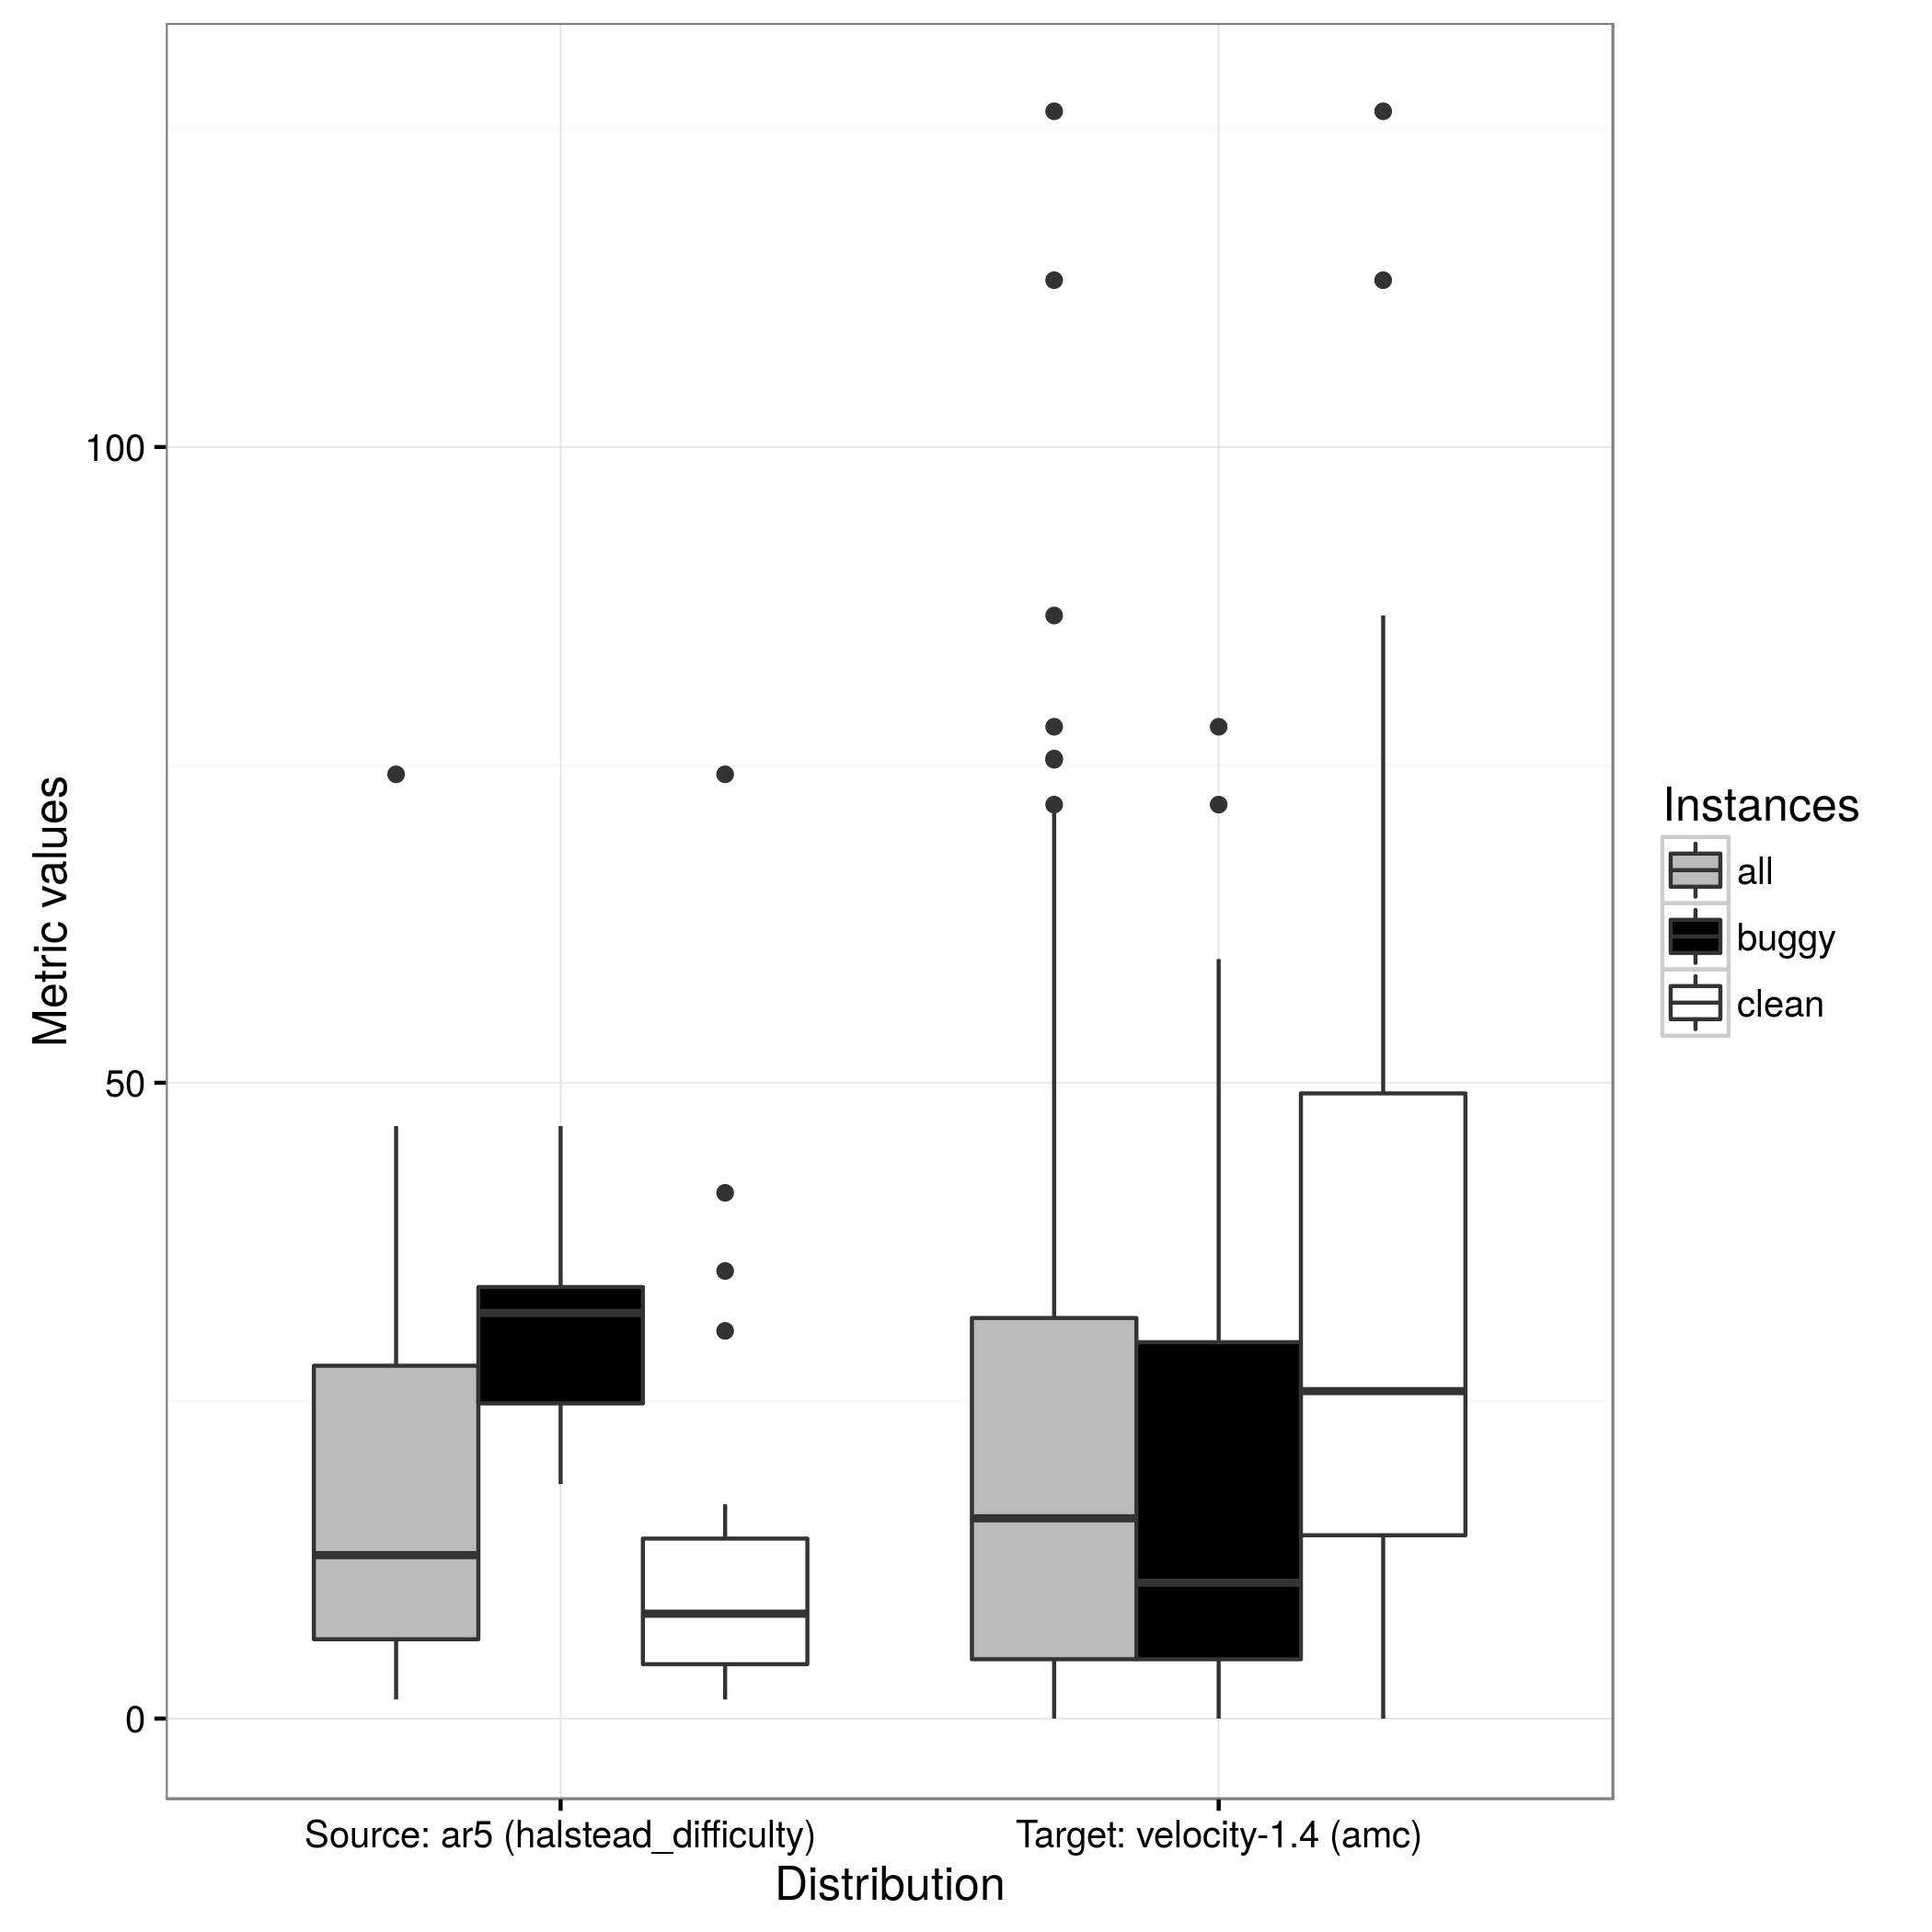 Metric values
100
50
0
Source: ar5 (halstead_difficulty)
Target: velocity-1.4 (amc)
Distribution
Instances
all
buggy
clean